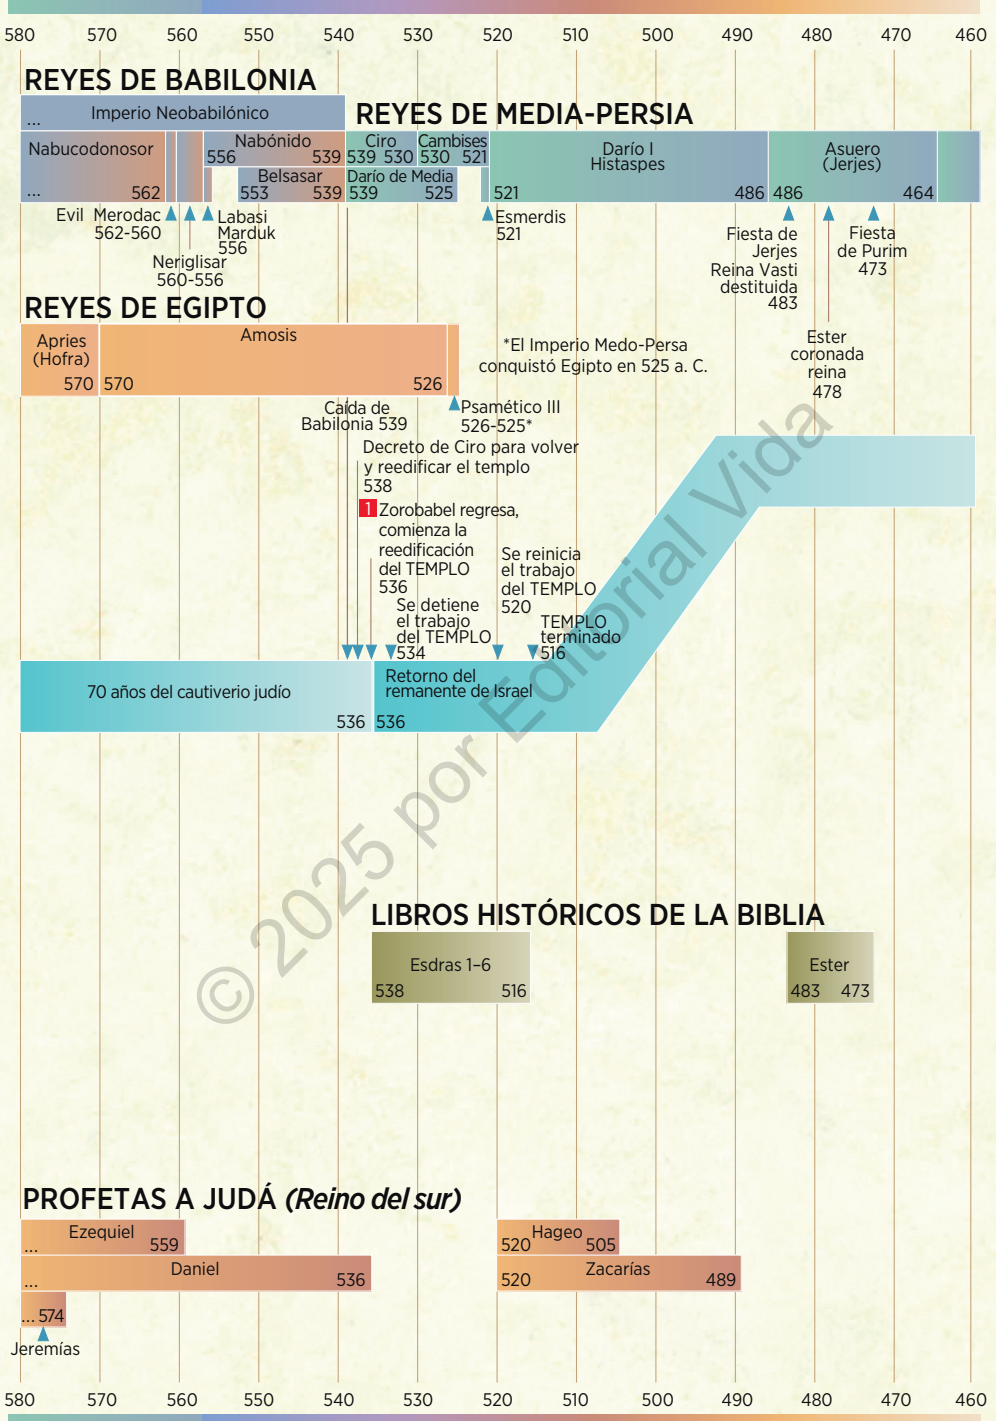 580 570 560 550 540 530 520 510 500 490 480 470 460
REYES DE BABILONIA
Imperio Neobabilónico
...
REYES DE MEDIA-PERSIA
Nabucodonosor
... 562
Nabónido
556 539
Belsasar
553 539
Ciro
539 530
Cambises
530 521
Darío de Media
539 525
Darío I
Histaspes
521 486
Asuero
(Jerjes)
486 464
Evil Merodac
562-560
Neriglisar
560-556
Labasi
Marduk
556
Esmerdis
521
Fiesta de
Jerjes
Reina Vasti
destituida
483
Fiesta
de Purim
473
Ester
coronada
reina
478
REYES DE EGIPTO
Apries
(Hofra)
570
Amosis
570 526
*El Imperio Medo-Persa
conquistó Egipto en 525 a. C.
Psamético III
526-525*
Caída de
Babilonia 539
Decreto de Ciro para volver
y reedificar el templo
538
1 Zorobabel regresa,
comienza la
reedificación
del TEMPLO
536
Se detiene
el trabajo
del TEMPLO
534
Se reinicia
el trabajo
del TEMPLO
520
TEMPLO
terminado
516
70 años del cautiverio judío
536
Retorno del
remanente de Israel
536
© 2025 por Editorial Vida
LIBROS HISTÓRICOS DE LA BIBLIA
Esdras 1–6
538 516
Ester
483 473
PROFETAS A JUDÁ (Reino del sur)
Ezequiel
... 559
Daniel
... 536
... 574
Jeremías
Hageo
520 505
Zacarías
520 489
580 570 560 550 540 530 520 510 500 490 480 470 460